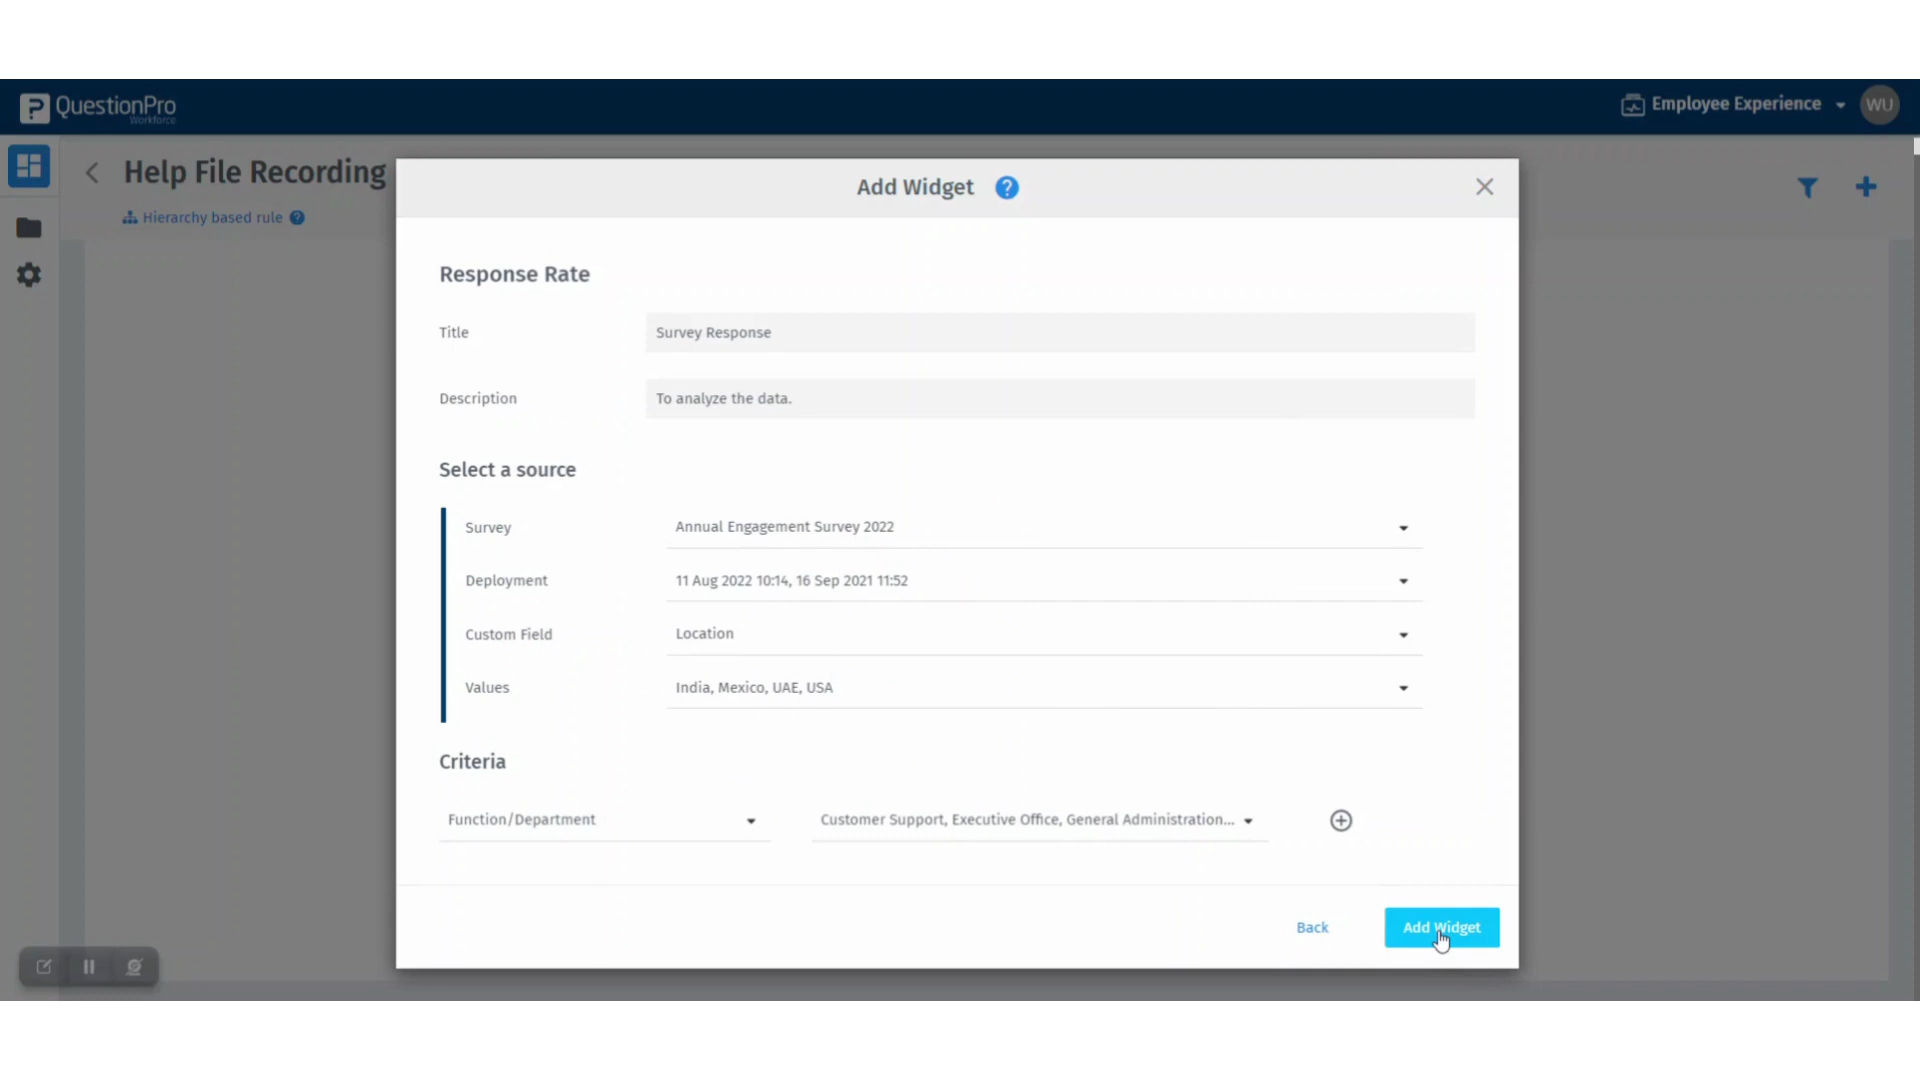 QuestionPro
Workforce
Employee Experience
WU
Help File Recording
Hierarchy based rule ?
Add Widget ?
Response Rate
Title
Survey Response
Description
To analyze the data.
Select a source
Survey
Annual Engagement Survey 2022
Deployment
11 Aug 2022 10:14, 16 Sep 2021 11:52
Custom Field
Location
Values
India, Mexico, UAE, USA
Criteria
Function/Department
Customer Support, Executive Office, General Administration...
Back
Add Widget